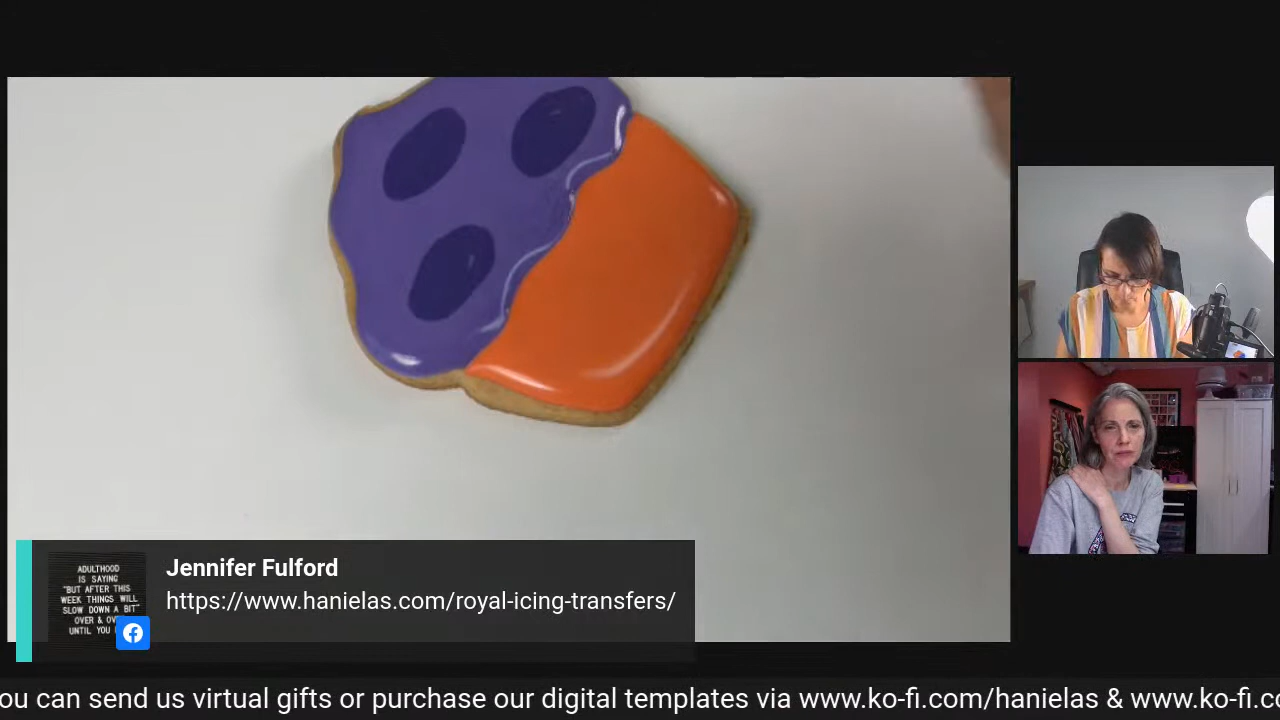 Jennifer Fulford
https://www.hanielas.com/royal-icing-transfers/
ADULTHOOD
IS SAYING
"BUT AFTER THIS
WEEK THINGS WILL
SLOW DOWN A BIT"
OVER & OV
UNTIL YOU
ou can send us virtual gifts or purchase our digital templates via www.ko-fi.com/hanielas & www.ko-fi.co